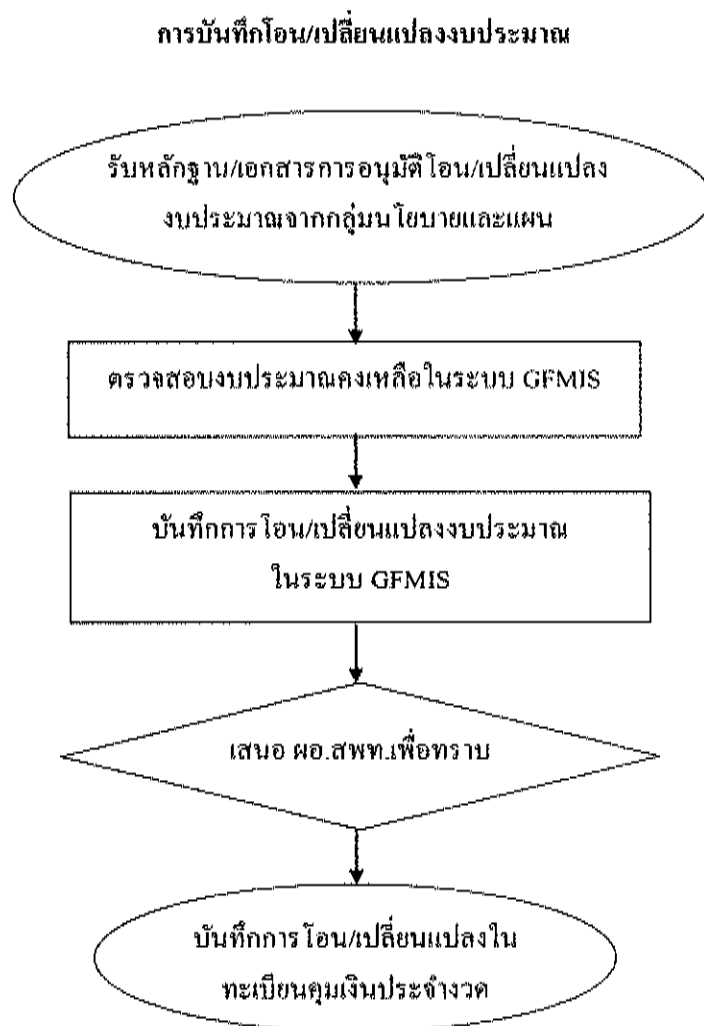 การบันทึกโอน/เปลี่ยนแปลงงบประมาณ
รับหลักฐาน/เอกสารการอนุมัติโอน/เปลี่ยนแปลง
งบประมาณจากกลุ่มนโยบายและแผน
ตรวจสอบงบประมาณคงเหลือในระบบ GFMIS
บันทึกการโอน/เปลี่ยนแปลงงบประมาณ
ในระบบ GFMIS
เสนอ ผอ.สพท.เพื่อทราบ
บันทึกการโอน/เปลี่ยนแปลงใน
ทะเบียนคุมเงินประจำงวด